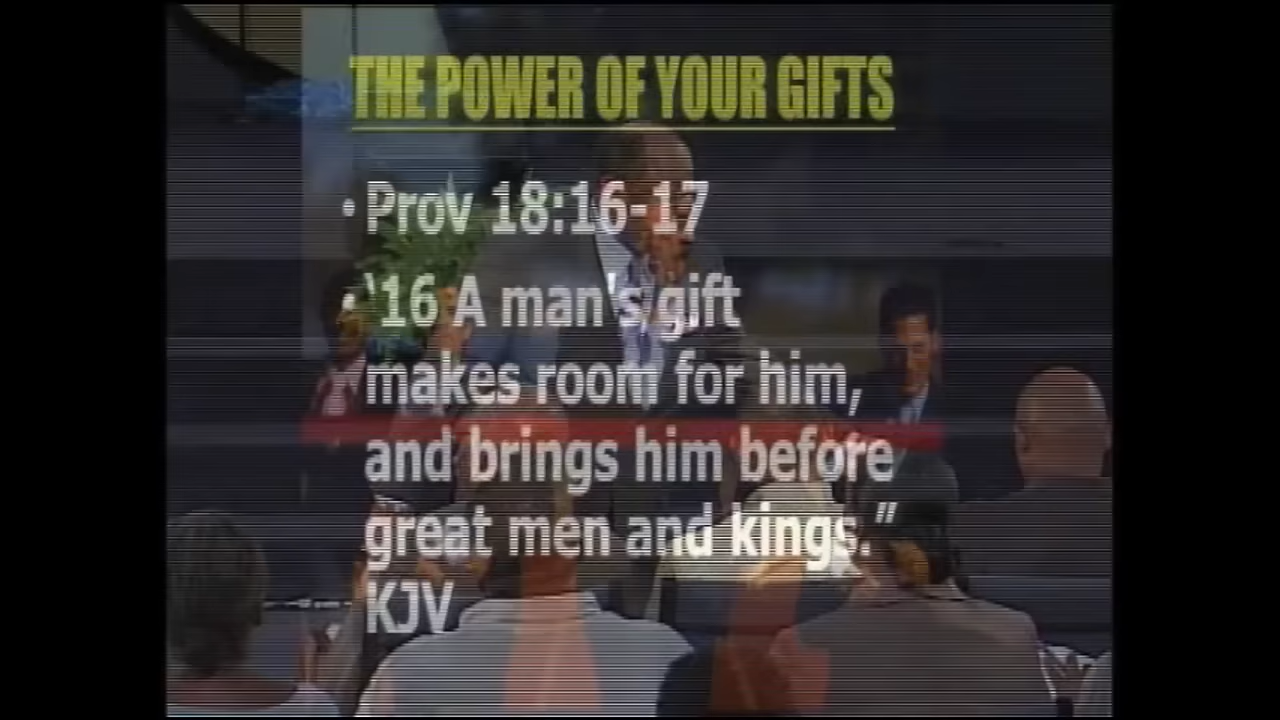 THE POWER OF YOUR GIFTS
• Prov 18:16-17
• '16 A man's gift
makes room for him,
and brings him before
great men and kings.”
KJV